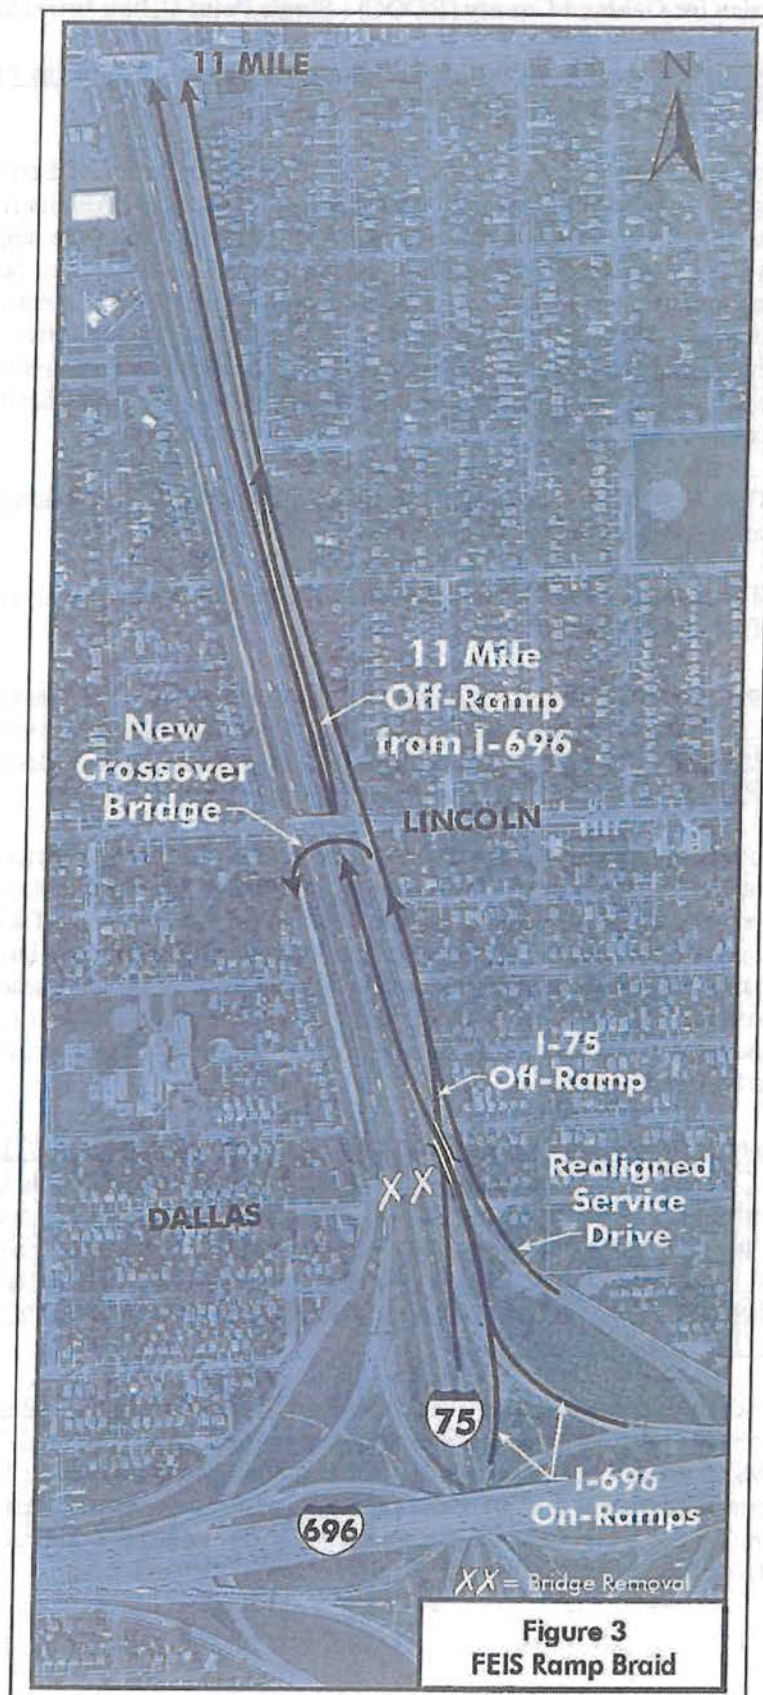 11 MILE
N
11 Mile
Off-Ramp
from I-696
New
Crossover
Bridge
LINCOLN
I-75
Off-Ramp
Realigned
Service
Drive
XX
DALLAS
75
I-696
On-Ramps
696
XX = Bridge Removal
Figure 3
FEIS Ramp Braid